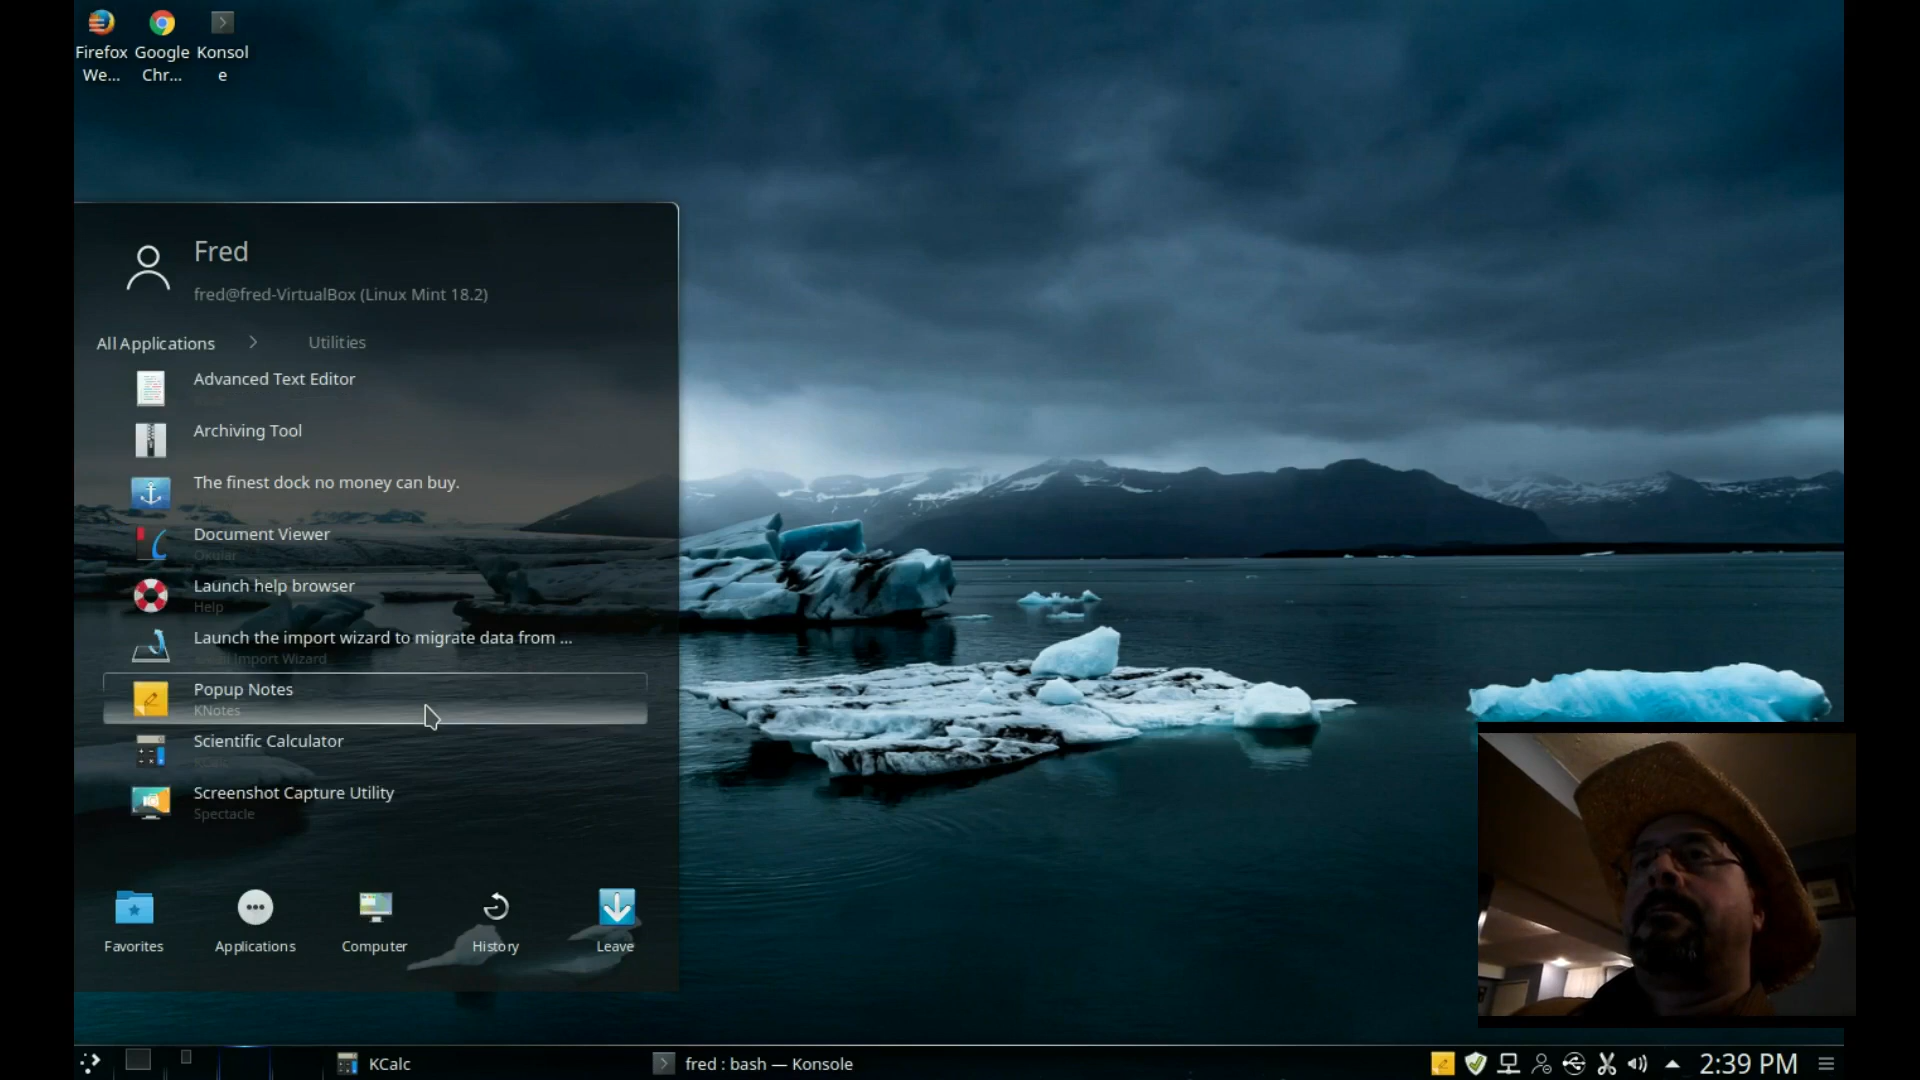 Firefox Google Konsol
We... Chr... e
Fred
fred@fred-VirtualBox (Linux Mint 18.2)
All Applications > Utilities
Advanced Text Editor
Archiving Tool
The finest dock no money can buy.
Document Viewer
Okular
Launch help browser
Help
Launch the import wizard to migrate data from ...
Import Wizard
Popup Notes
KNotes
Scientific Calculator
KCalc
Screenshot Capture Utility
Spectacle
Favorites Applications Computer History Leave
KCalc fred : bash — Konsole 2:39 PM